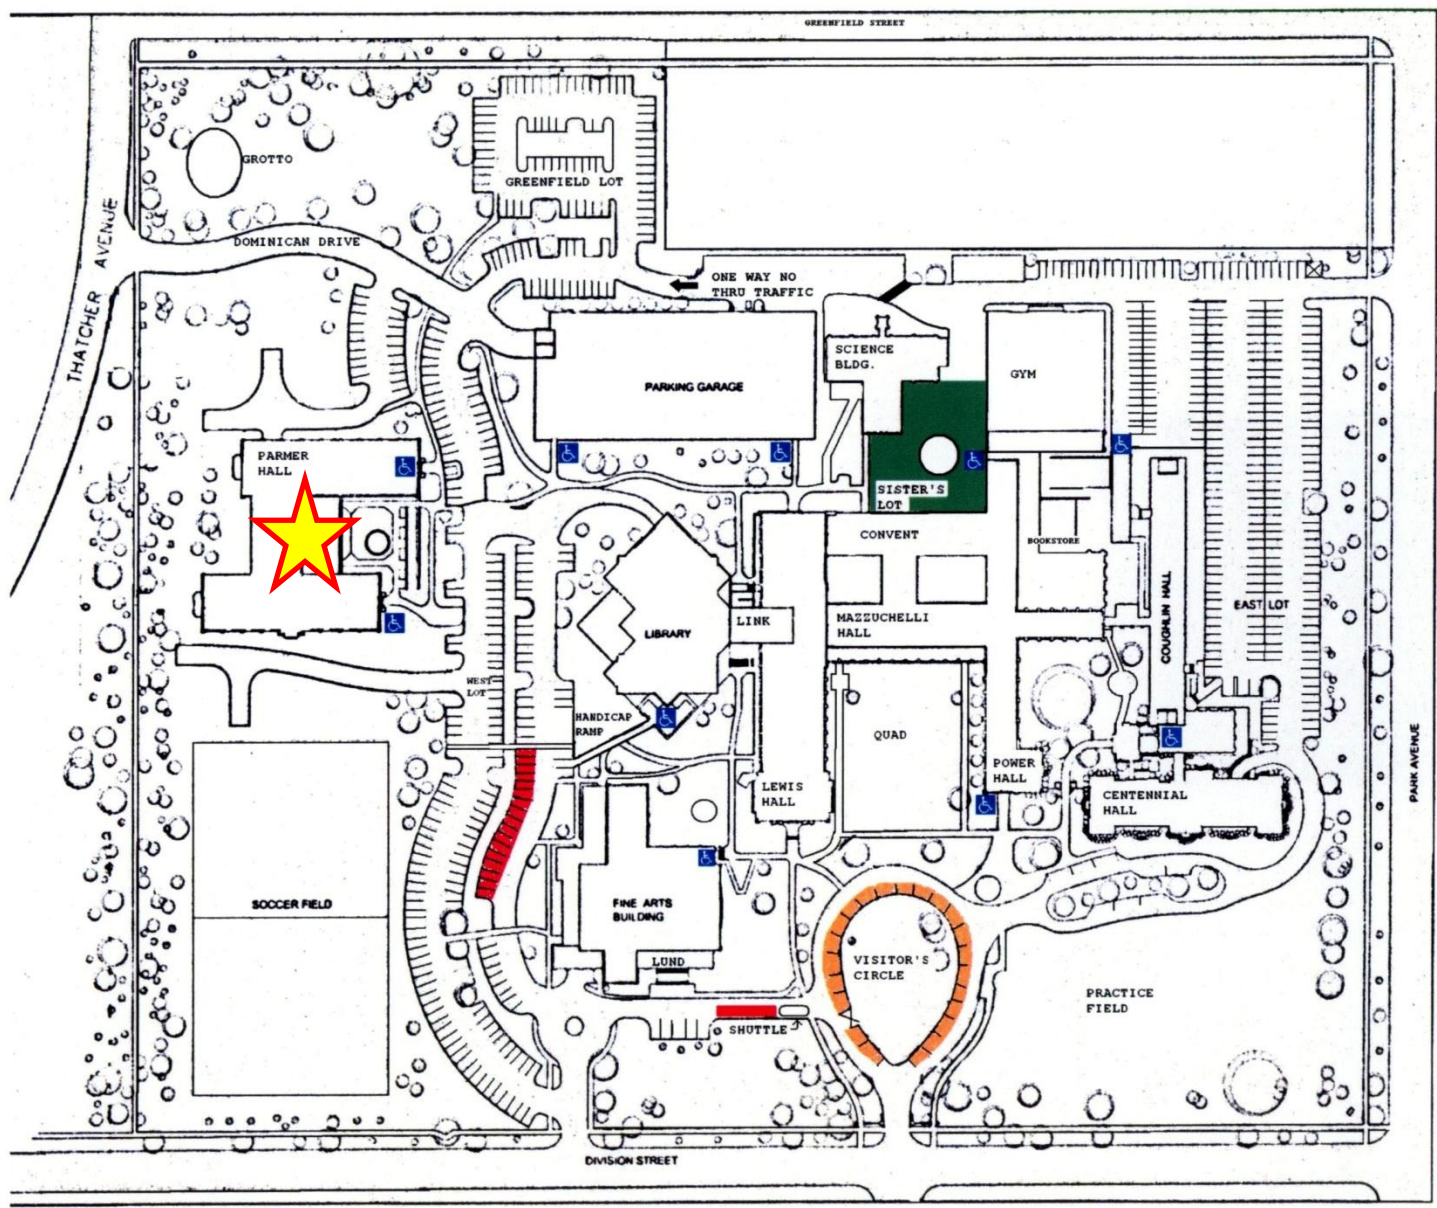 GREENFIELD STREET
GROTTO
GREENFIELD LOT
THATCHER AVENUE
DOMINICAN DRIVE
ONE WAY NO
THRU TRAFFIC
SCIENCE
BLDG.
GYM
PARKING GARAGE
PARMER
HALL
SISTER'S
LOT
CONVENT
BOOKSTORE
LINK
MAZZUCHELLI
HALL
LIBRARY
COUGHLIN HALL
EAST LOT
WEST
LOT
HANDICAP
RAMP
QUAD
POWER
HALL
LEWIS
HALL
CENTENNIAL
HALL
PARK AVENUE
SOCCER FIELD
FINE ARTS
BUILDING
LUND
VISITOR'S
CIRCLE
PRACTICE
FIELD
SHUTTLE
DIVISION STREET